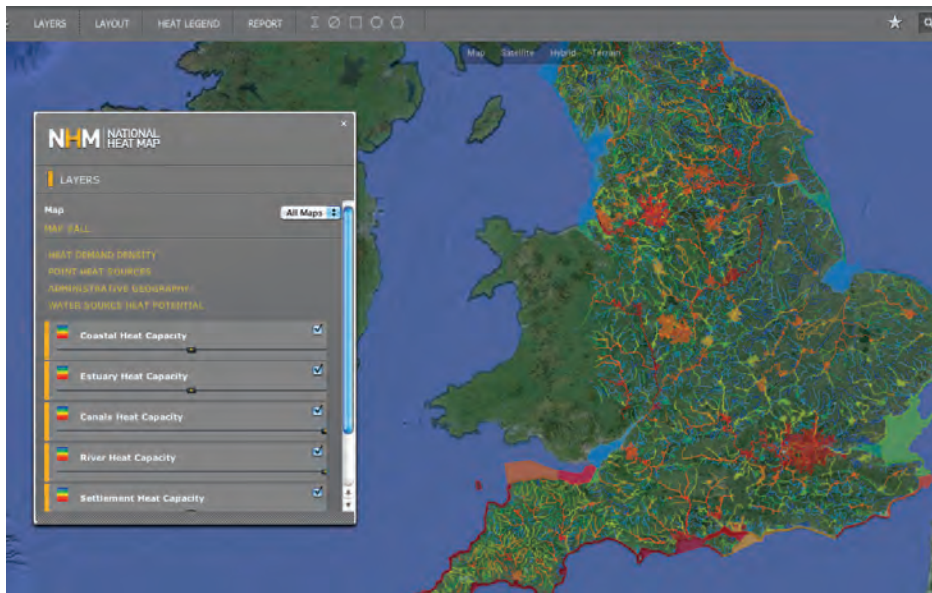 LAYERS LAYOUT HEAT LEGEND REPORT
Map Satellite Hybrid Terrain
NHM NATIONAL HEAT MAP
LAYERS
Map All Maps
HEAT DEMAND DENSITY
POINT HEAT SOURCES
ADMINISTRATIVE GEOGRAPHY
WATER SOURCE HEAT POTENTIAL
Coastal Heat Capacity
Estuary Heat Capacity
Canals Heat Capacity
River Heat Capacity
Settlement Heat Capacity